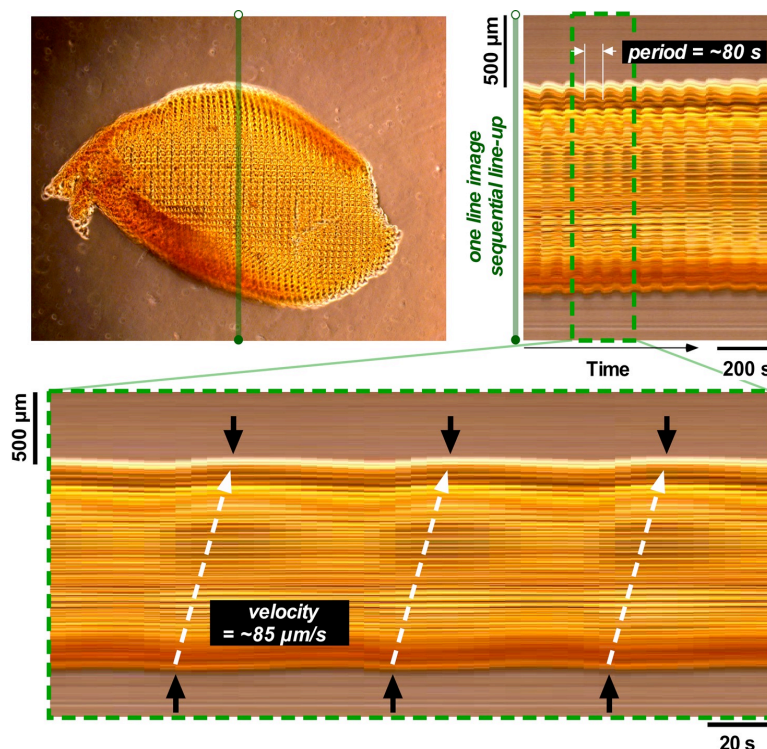 500 µm
period = ~80 s
one line image
sequential line-up
Time
200 s
500 µm
velocity
= ~85 µm/s
20 s